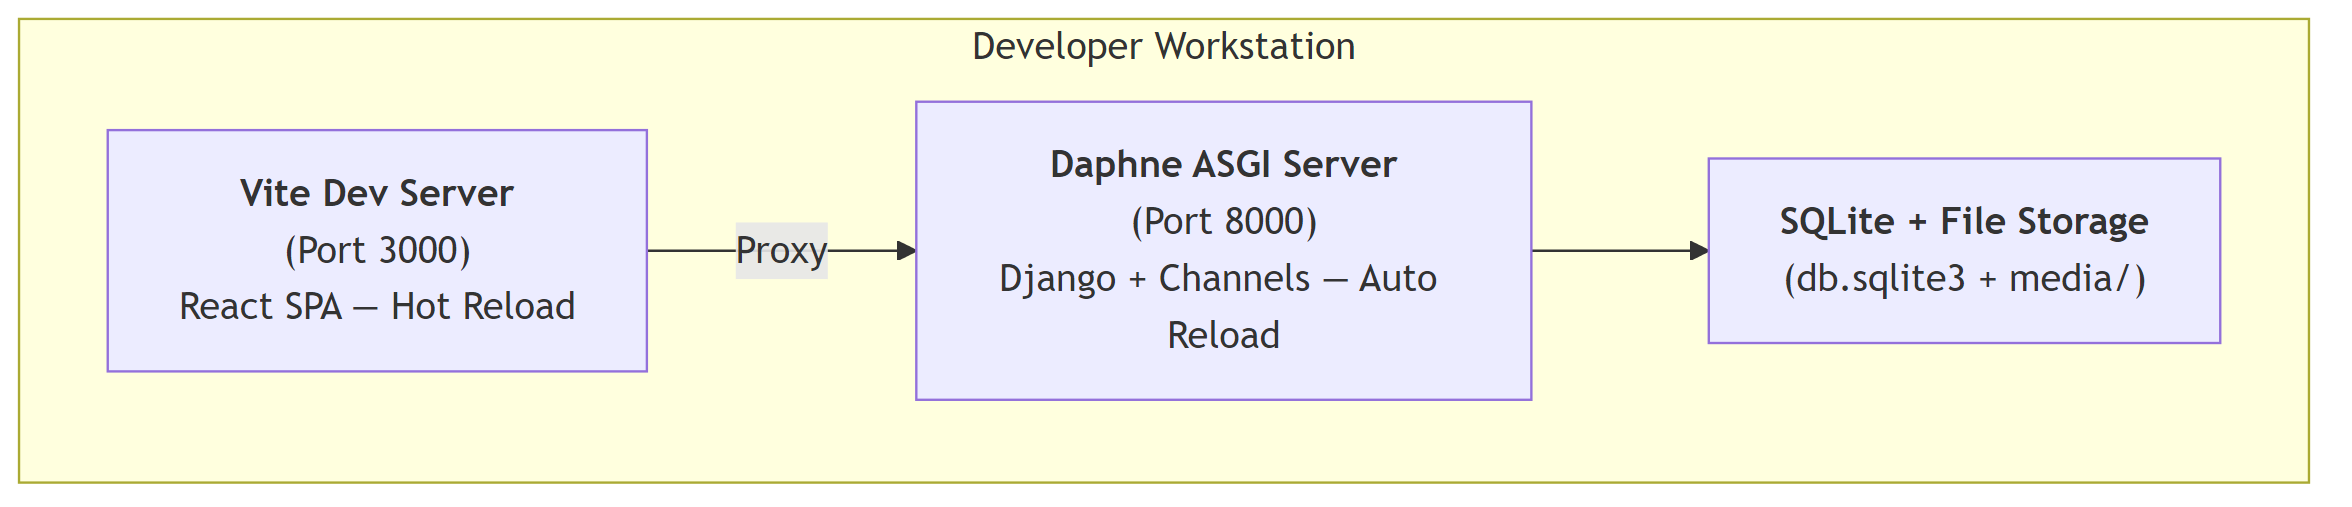 Developer Workstation
Vite Dev Server
(Port 3000)
React SPA — Hot Reload
Proxy
Daphne ASGI Server
(Port 8000)
Django + Channels — Auto
Reload
SQLite + File Storage
(db.sqlite3 + media/)